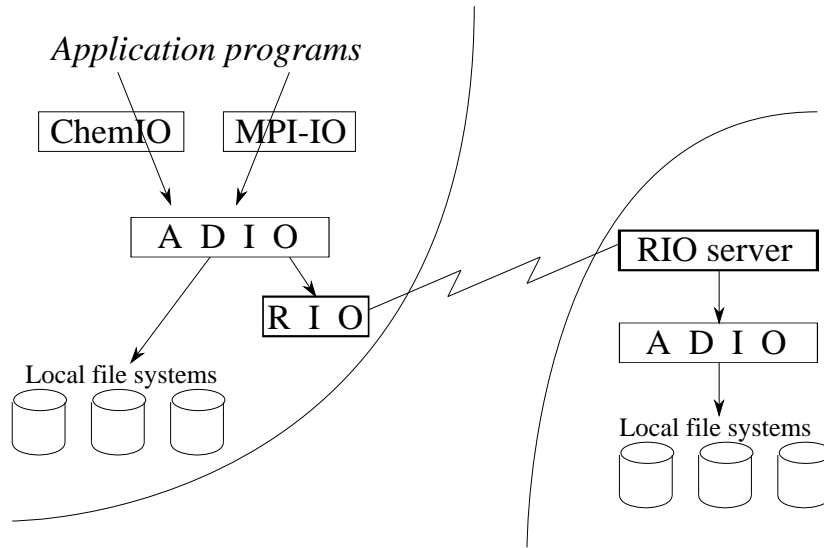 Application programs
ChemIO
MPI-IO
A D I O
R I O
Local file systems
RIO server
A D I O
Local file systems